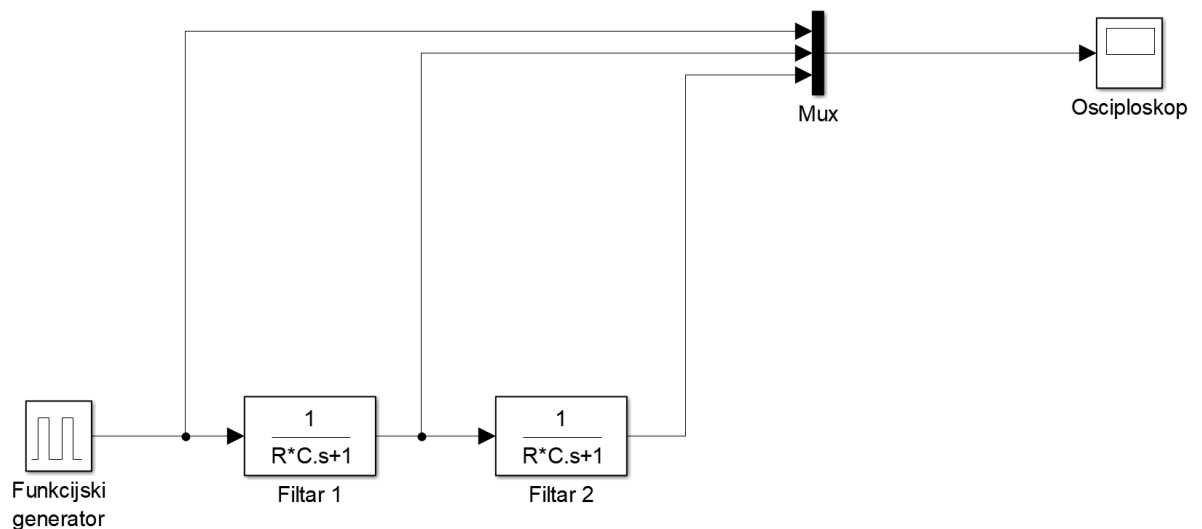 Mux
Osciploskop
1
R*C.s+1
Filtar 1
1
R*C.s+1
Filtar 2
Funkcijski
generator